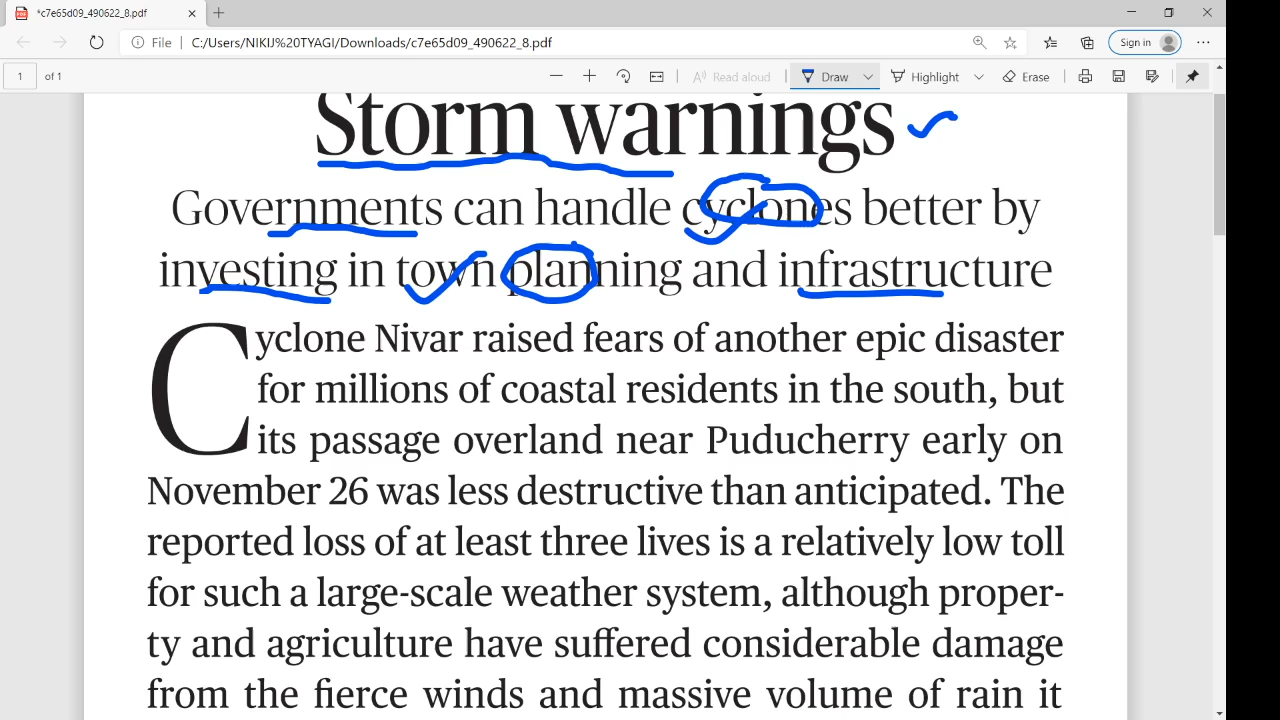 *c7e65d09_490622_8.pdf
File | C:/Users/NIKIJ%20TYAGI/Downloads/c7e65d09_490622_8.pdf
Sign in
1 of 1
Read aloud
Draw
Highlight
Erase
Storm warnings
Governments can handle cyclones better by
investing in town planning and infrastructure
Cyclone Nivar raised fears of another epic disaster
for millions of coastal residents in the south, but
its passage overland near Puducherry early on
November 26 was less destructive than anticipated. The
reported loss of at least three lives is a relatively low toll
for such a large-scale weather system, although proper-
ty and agriculture have suffered considerable damage
from the fierce winds and massive volume of rain it